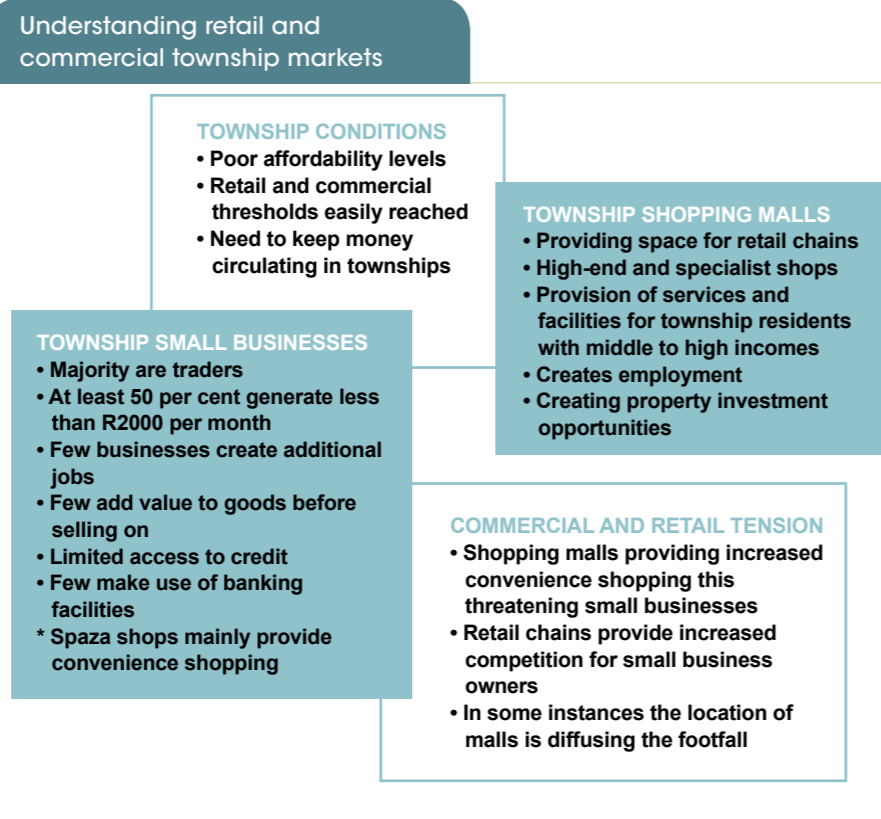 Understanding retail and
commercial township markets
TOWNSHIP CONDITIONS
• Poor affordability levels
• Retail and commercial
thresholds easily reached
• Need to keep money
circulating in townships
TOWNSHIP SHOPPING MALLS
• Providing space for retail chains
• High-end and specialist shops
• Provision of services and
facilities for township residents
with middle to high incomes
• Creates employment
• Creating property investment
opportunities
TOWNSHIP SMALL BUSINESSES
• Majority are traders
• At least 50 per cent generate less
than R2000 per month
• Few businesses create additional
jobs
• Few add value to goods before
selling on
• Limited access to credit
• Few make use of banking
facilities
* Spaza shops mainly provide
convenience shopping
COMMERCIAL AND RETAIL TENSION
• Shopping malls providing increased
convenience shopping this
threatening small businesses
• Retail chains provide increased
competition for small business
owners
• In some instances the location of
malls is diffusing the footfall